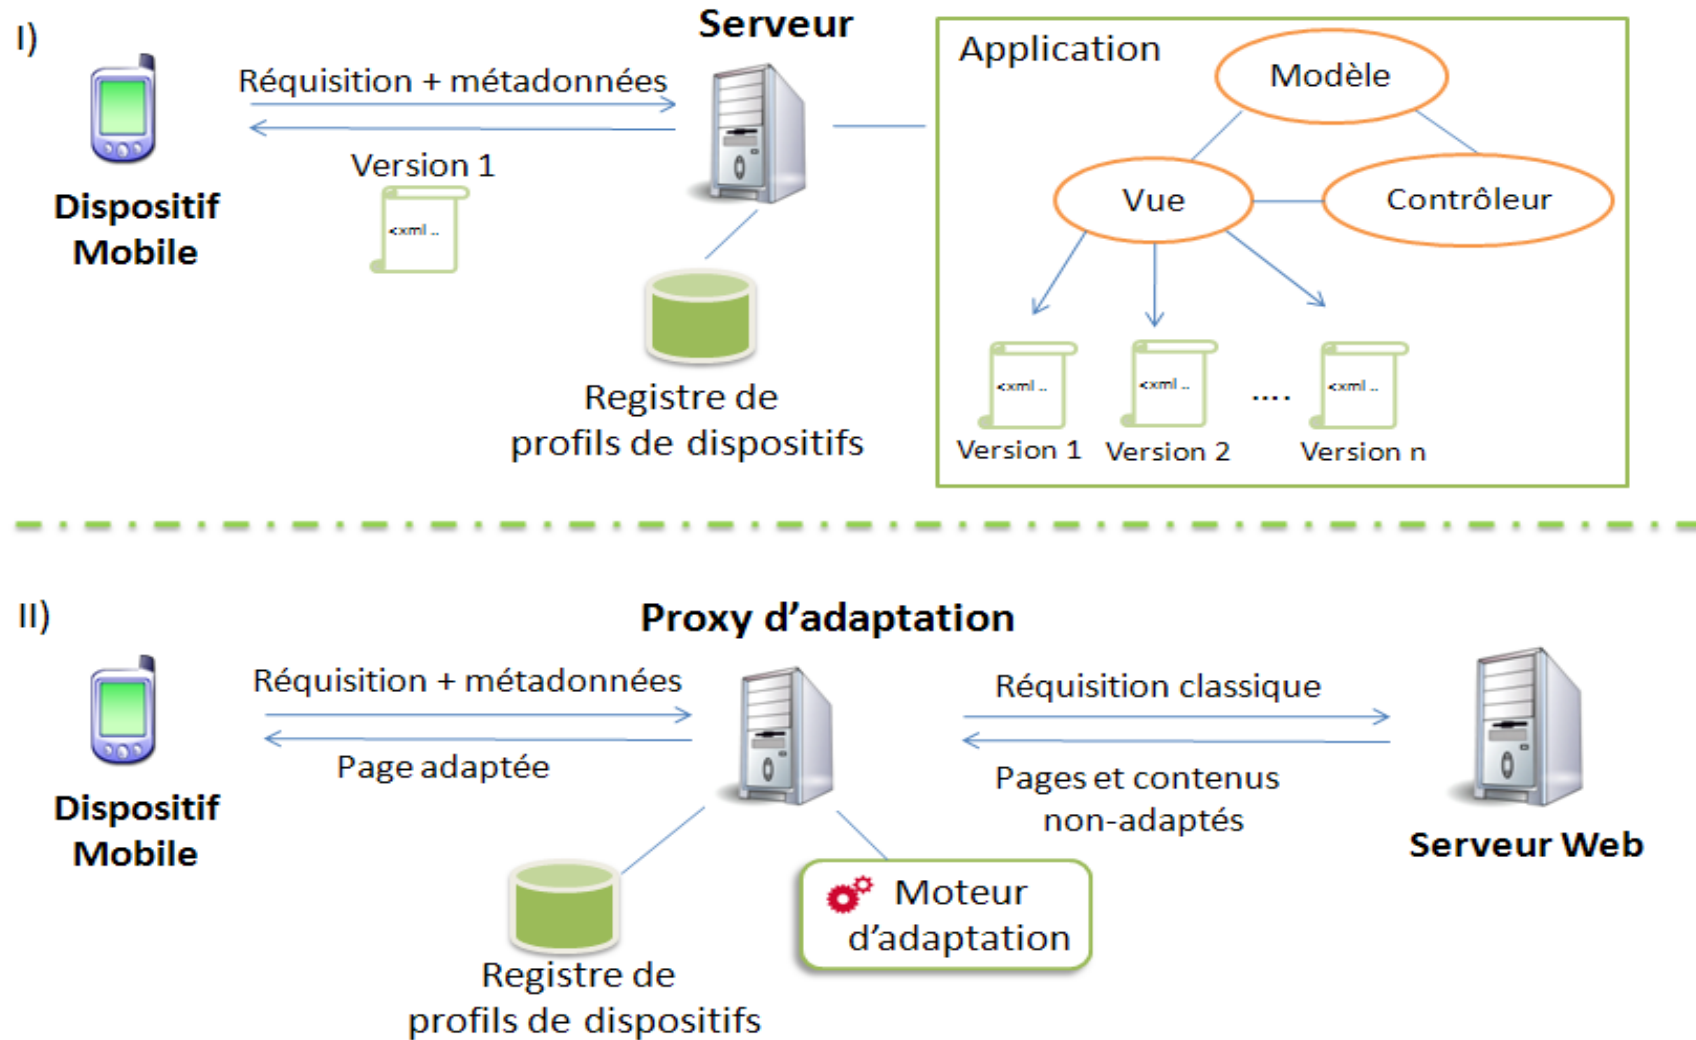 I)
Serveur
Réquisition + métadonnées
Version 1
<xml ..
Dispositif
Mobile
Registre de
profils de dispositifs
Application
Modèle
Vue
Contrôleur
<xml ..
<xml ..
....
<xml ..
Version 1
Version 2
Version n
II)
Proxy d'adaptation
Réquisition + métadonnées
Page adaptée
Dispositif
Mobile
Réquisition classique
Pages et contenus
non-adaptés
Serveur Web
Moteur
d'adaptation
Registre de
profils de dispositifs